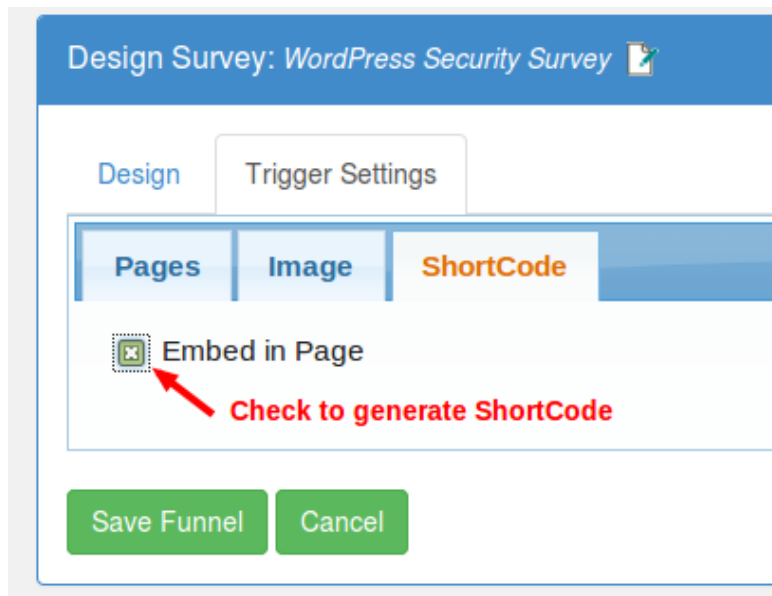 Design Survey: WordPress Security Survey
Design Trigger Settings
Pages Image ShortCode
Embed in Page
Check to generate ShortCode
Save Funnel Cancel